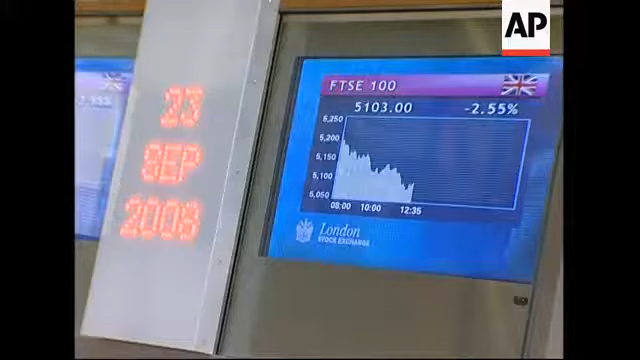 AP
23
SEP
2008
FTSE 100
5103.00 -2.55%
5,250
5,200
5,150
5,100
5,050
08:00 10:00 12:35
London
STOCK EXCHANGE